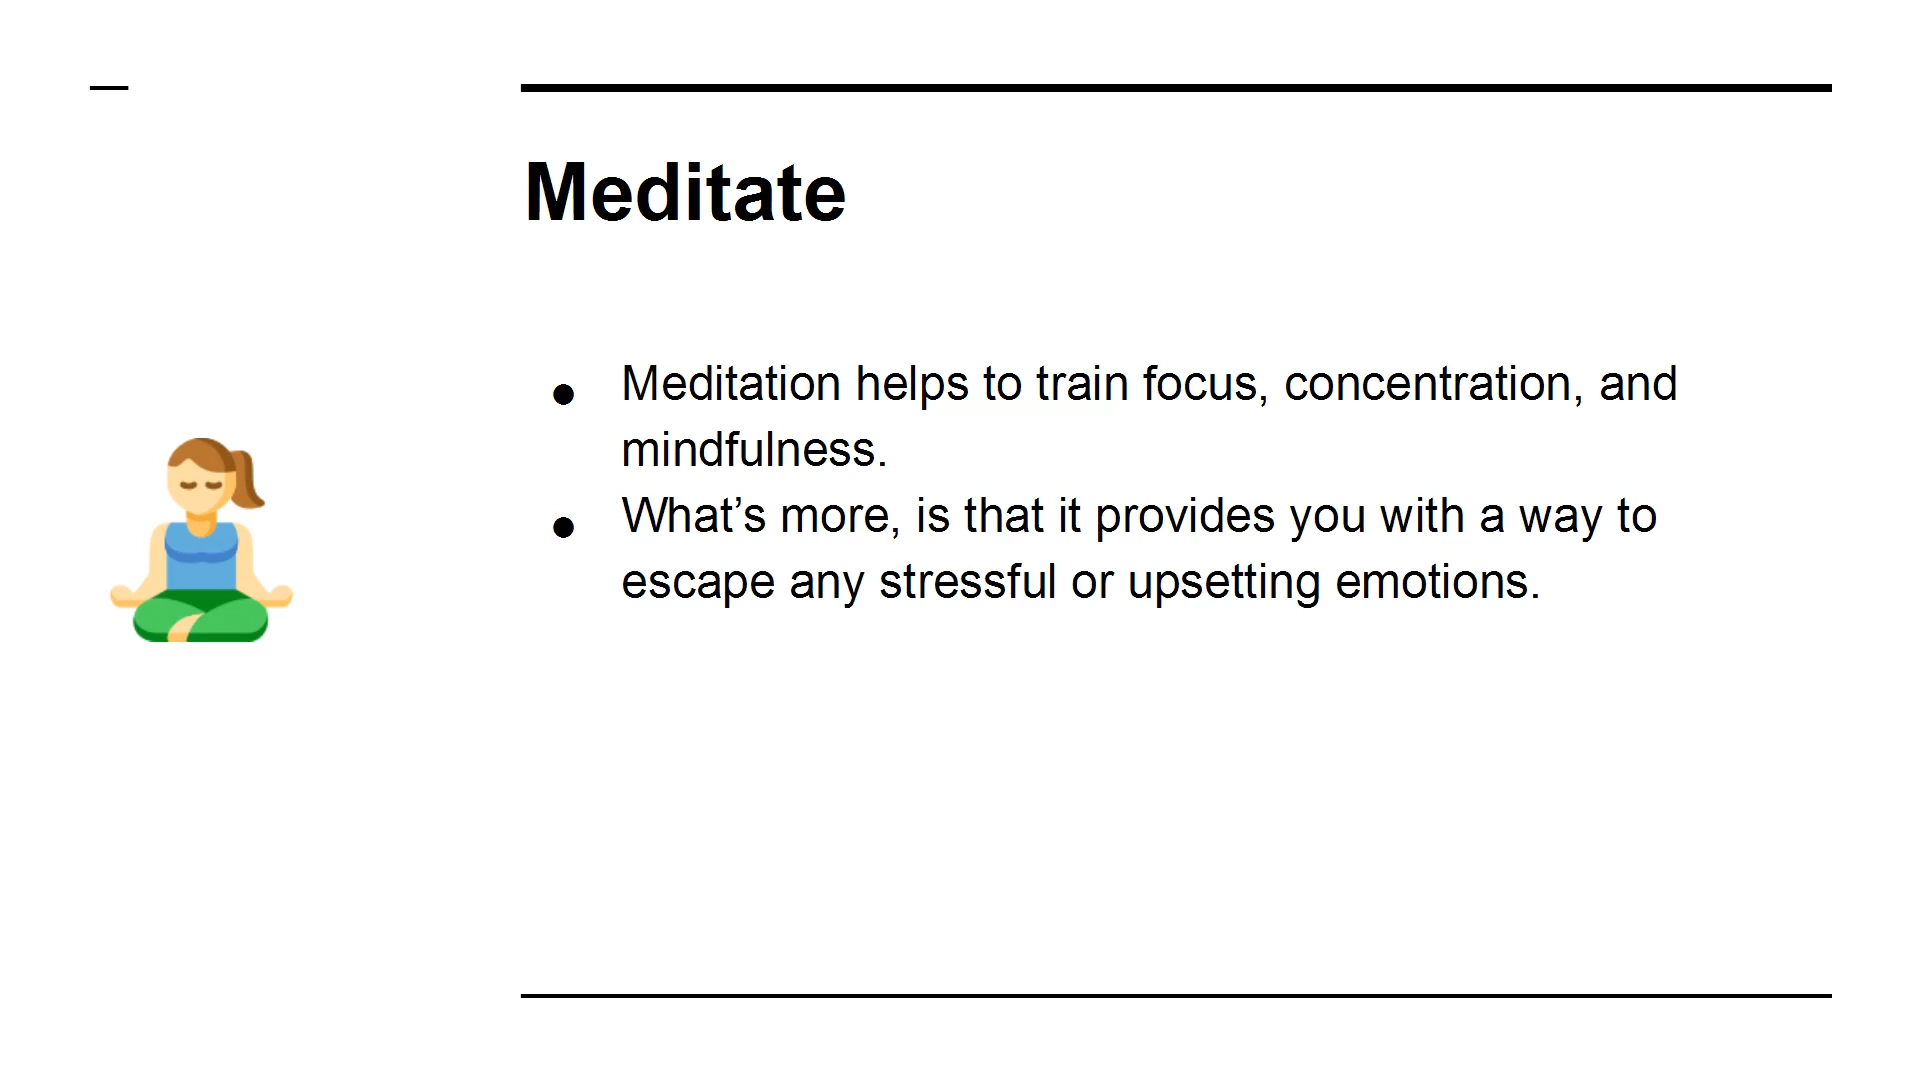 Meditate
● Meditation helps to train focus, concentration, and
mindfulness.
● What’s more, is that it provides you with a way to
escape any stressful or upsetting emotions.